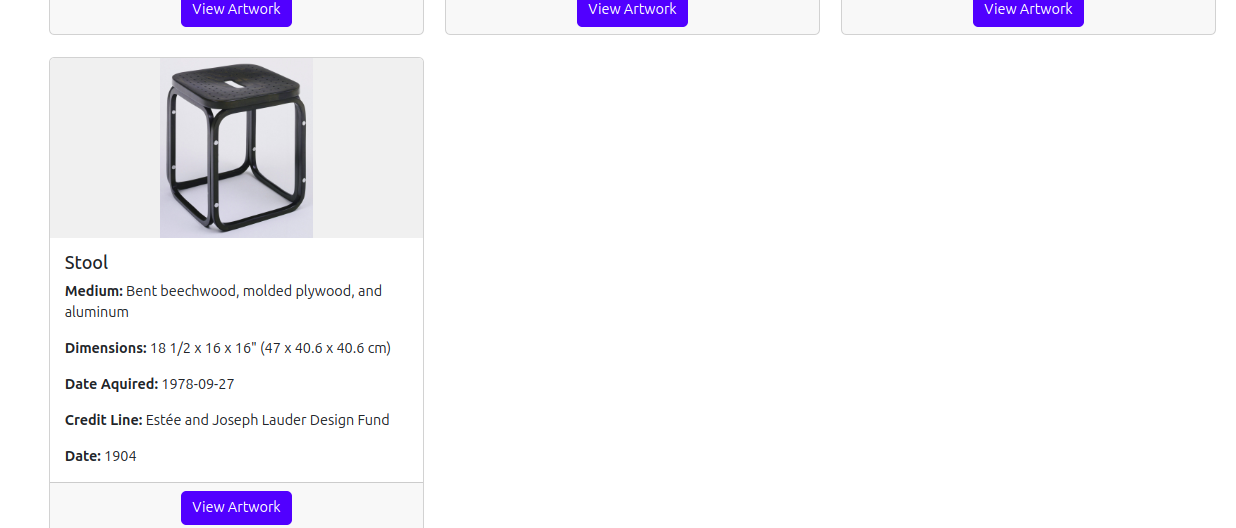 View Artwork
View Artwork
View Artwork
Stool
Medium: Bent beechwood, molded plywood, and
aluminum
Dimensions: 18 1/2 x 16 x 16" (47 x 40.6 x 40.6 cm)
Date Aquired: 1978-09-27
Credit Line: Estée and Joseph Lauder Design Fund
Date: 1904
View Artwork